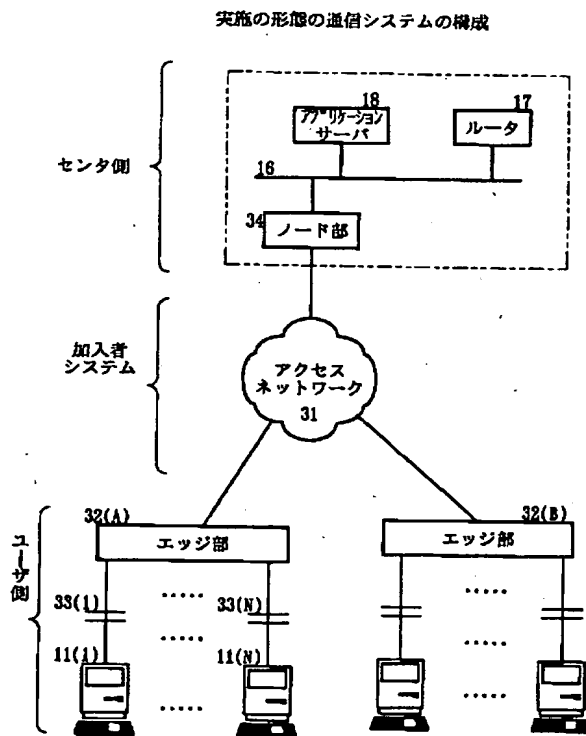 実施の形態の通信システムの構成
センタ側
18
アプリケーション
サーバ
17
ルータ
16
34
ノード部
加入者
システム
アクセス
ネットワーク
31
ユーザ側
32(A)
エッジ部
32(B)
エッジ部
33(1)
.....
33(N)
.....
.....
.....
11(1)
11(N)
.....
.....